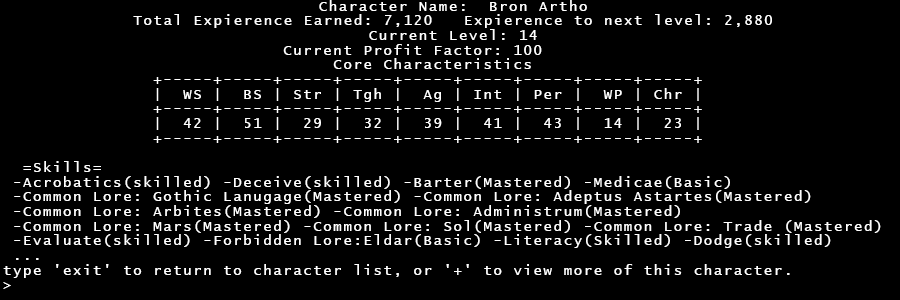 Character Name:  Bron Artho
Total Expierence Earned: 7,120   Expierence to next level: 2,880
Current Level: 14
Current Profit Factor: 100
Core Characteristics
+-----+-----+-----+-----+-----+-----+-----+-----+-----+
|  WS |  BS | Str | Tgh |  Ag | Int | Per |  WP | Chr |
+-----+-----+-----+-----+-----+-----+-----+-----+-----+
|  42 |  51 |  29 |  32 |  39 |  41 |  43 |  14 |  23 |
+-----+-----+-----+-----+-----+-----+-----+-----+-----+
=Skills=
-Acrobatics(skilled) -Deceive(skilled) -Barter(Mastered) -Medicae(Basic)
-Common Lore: Gothic Lanugage(Mastered) -Common Lore: Adeptus Astartes(Mastered)
-Common Lore: Arbites(Mastered) -Common Lore: Administrum(Mastered)
-Common Lore: Mars(Mastered) -Common Lore: Sol(Mastered) -Common Lore: Trade (Mastered)
-Evaluate(skilled) -Forbidden Lore:Eldar(Basic) -Literacy(Skilled) -Dodge(skilled)
...
type 'exit' to return to character list, or '+' to view more of this character.
>